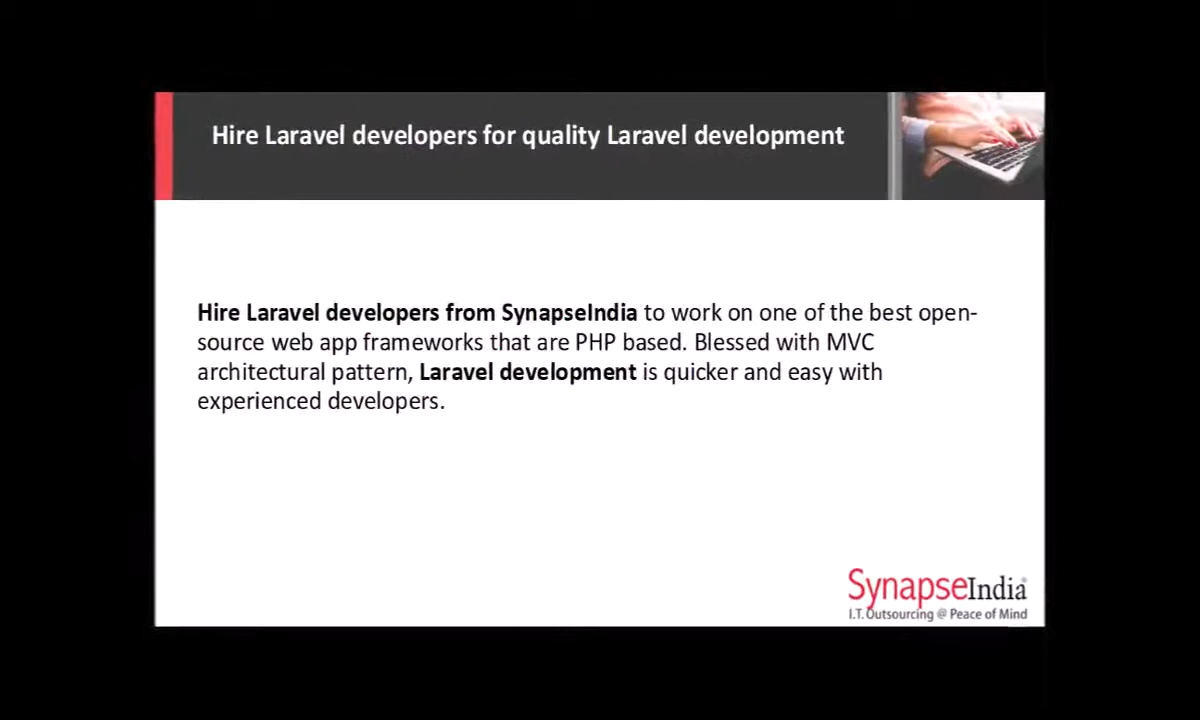 Hire Laravel developers for quality Laravel development
Hire Laravel developers from SynapseIndia to work on one of the best open-
source web app frameworks that are PHP based. Blessed with MVC
architectural pattern, Laravel development is quicker and easy with
experienced developers.
SynapseIndia®
I.T. Outsourcing @ Peace of Mind